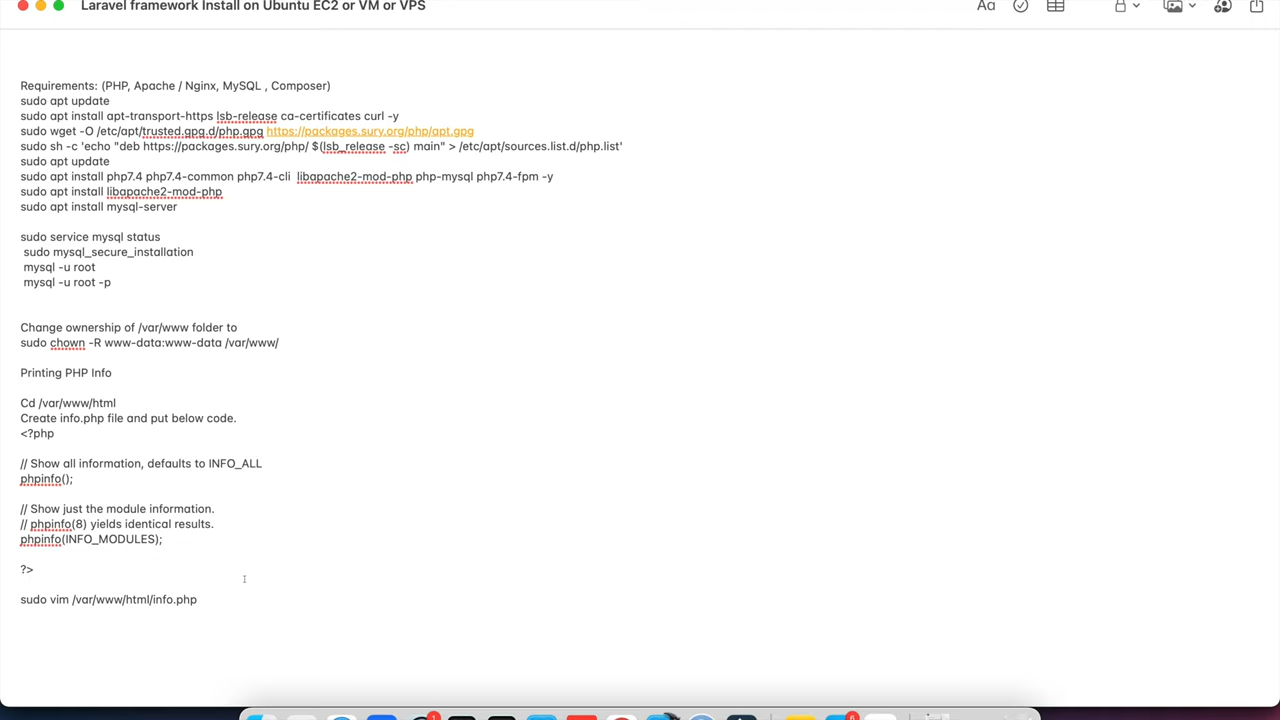 Laravel framework Install on Ubuntu EC2 or VM or VPS
Aa
Requirements: (PHP, Apache / Nginx, MySQL , Composer)
sudo apt update
sudo apt install apt-transport-https lsb-release ca-certificates curl -y
sudo wget -O /etc/apt/trusted.gpg.d/php.gpg https://packages.sury.org/php/apt.gpg
sudo sh -c 'echo "deb https://packages.sury.org/php/ $(lsb_release -sc) main" > /etc/apt/sources.list.d/php.list'
sudo apt update
sudo apt install php7.4 php7.4-common php7.4-cli  libapache2-mod-php php-mysql php7.4-fpm -y
sudo apt install libapache2-mod-php
sudo apt install mysql-server
sudo service mysql status
sudo mysql_secure_installation
mysql -u root
mysql -u root -p
Change ownership of /var/www folder to
sudo chown -R www-data:www-data /var/www/
Printing PHP Info
Cd /var/www/html
Create info.php file and put below code.
<?php
// Show all information, defaults to INFO_ALL
phpinfo();
// Show just the module information.
// phpinfo(8) yields identical results.
phpinfo(INFO_MODULES);
?>
sudo vim /var/www/html/info.php